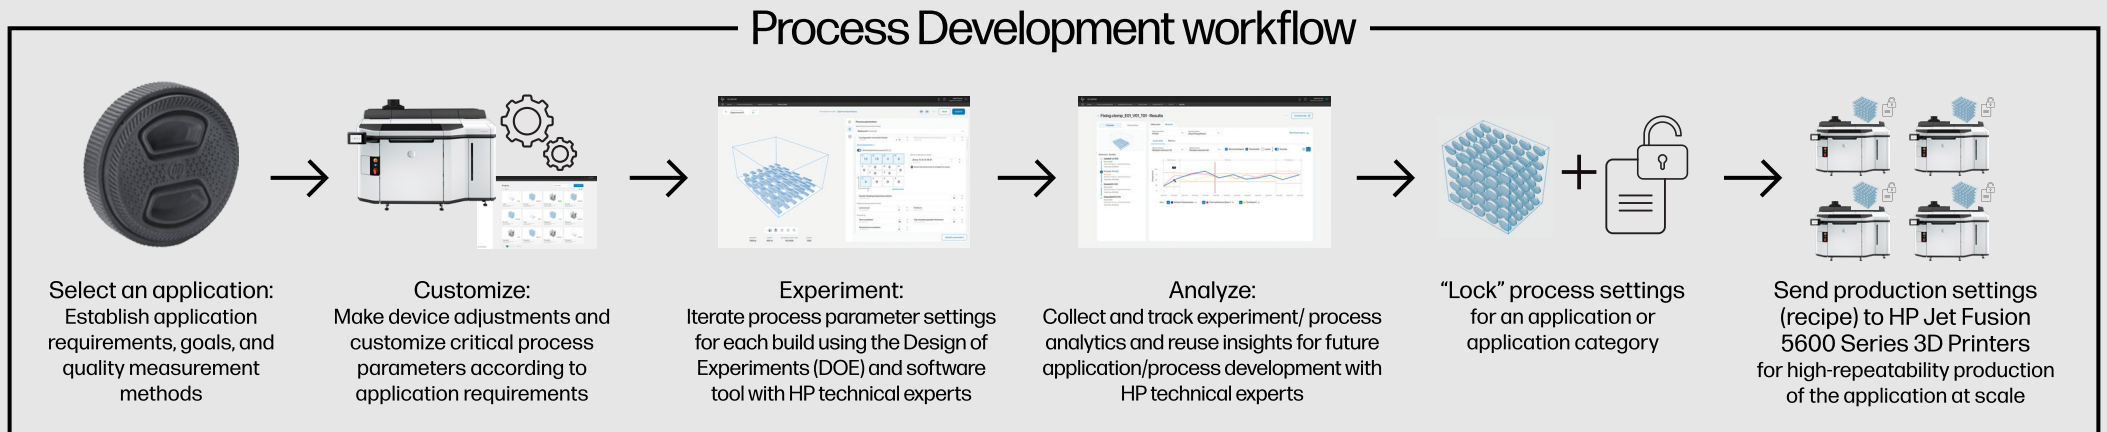 Process Development workflow
Select an application:
Establish application
requirements, goals, and
quality measurement
methods
Customize:
Make device adjustments and
customize critical process
parameters according to
application requirements
Experiment:
Iterate process parameter settings
for each build using the Design of
Experiments (DOE) and software
tool with HP technical experts
Fixing clamp_E01_V01_T01 - Results
Analyze:
Collect and track experiment/ process
analytics and reuse insights for future
application/process development with
HP technical experts
“Lock” process settings
for an application or
application category
Send production settings
(recipe) to HP Jet Fusion
5600 Series 3D Printers
for high-repeatability production
of the application at scale